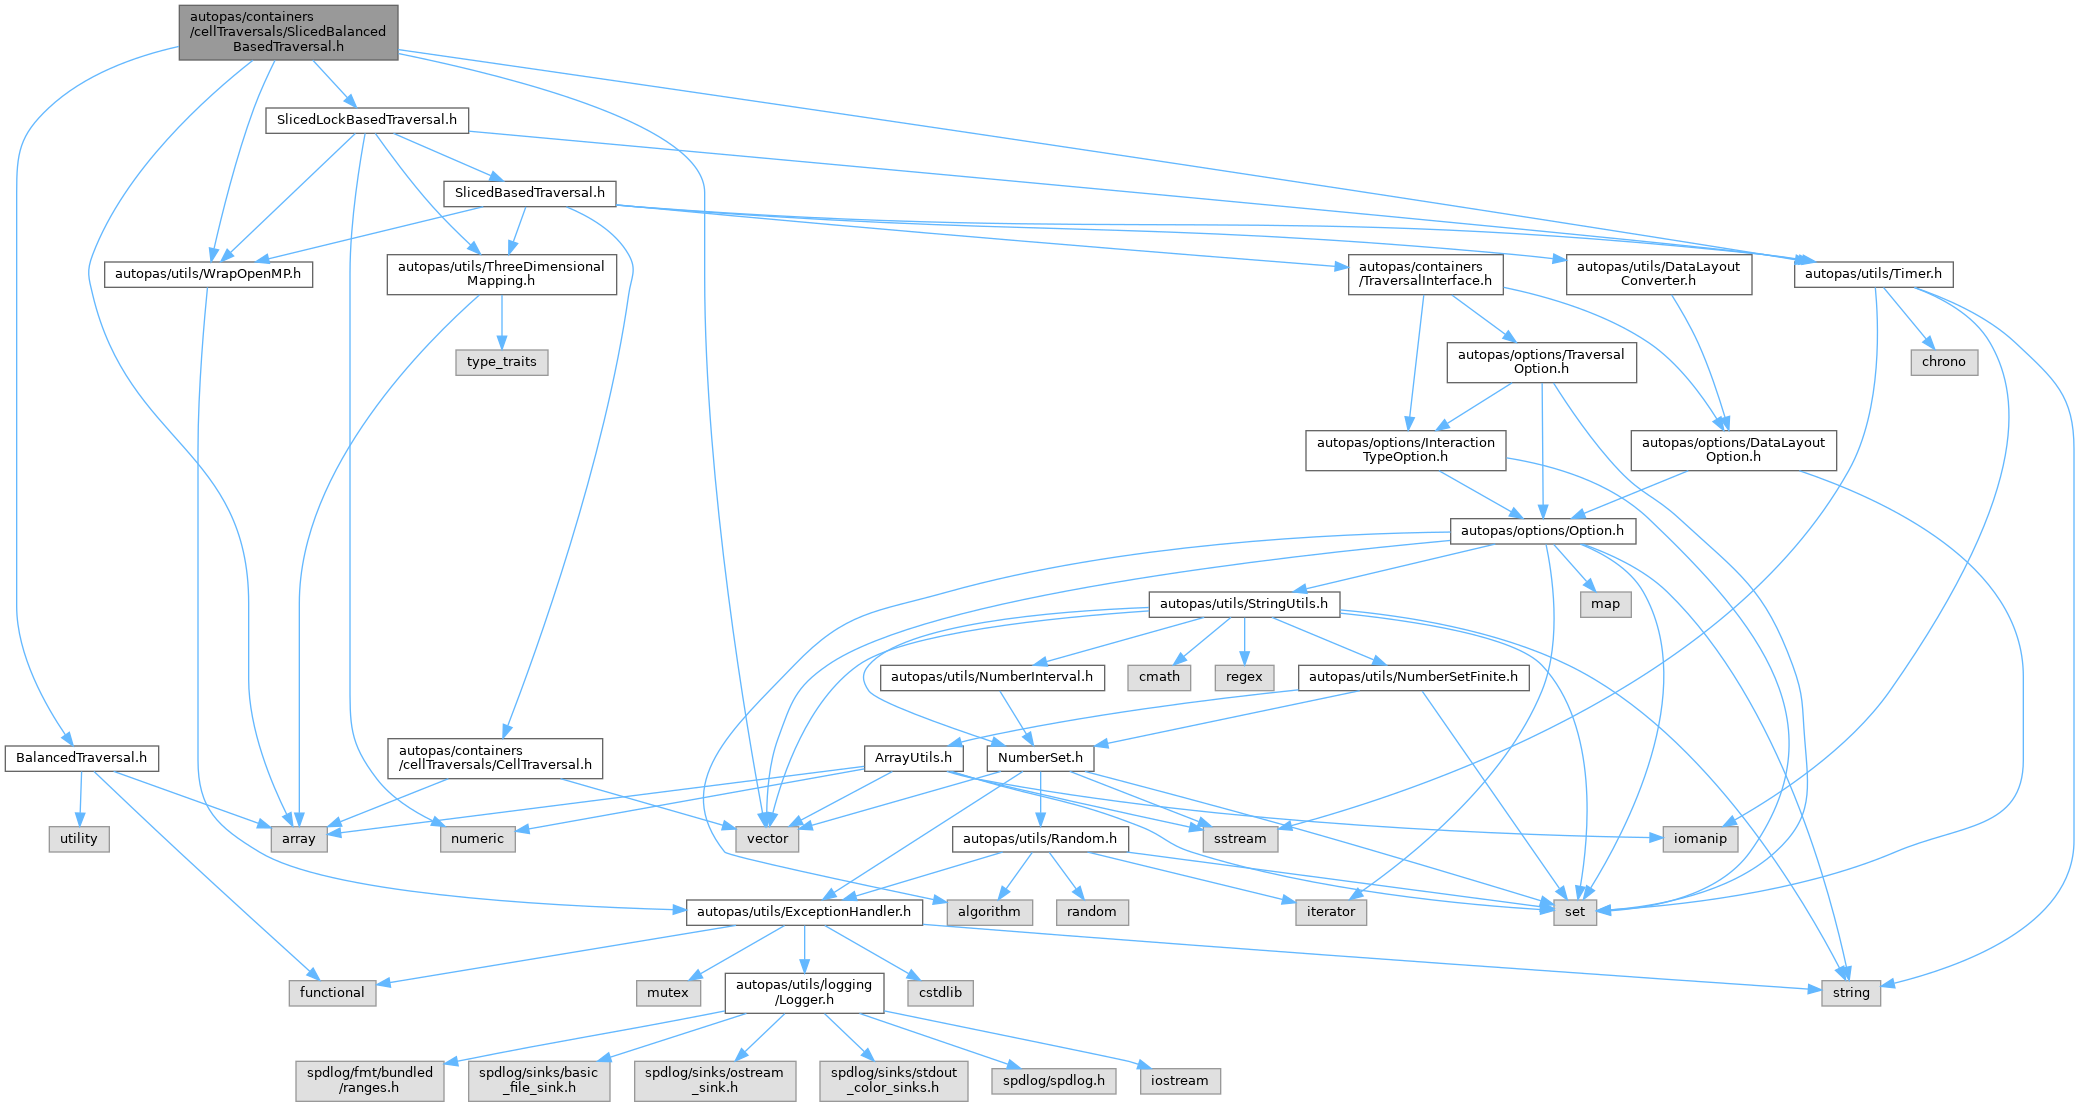 autopas/containers
/cellTraversals/SlicedBalanced
BasedTraversal.h
SlicedLockBasedTraversal.h
SlicedBasedTraversal.h
autopas/utils/WrapOpenMP.h
autopas/utils/ThreeDimensional
Mapping.h
autopas/containers
/TraversalInterface.h
autopas/utils/DataLayout
Converter.h
autopas/utils/Timer.h
type_traits
autopas/options/Traversal
Option.h
chrono
autopas/options/Interaction
TypeOption.h
autopas/options/DataLayout
Option.h
autopas/options/Option.h
autopas/utils/StringUtils.h
map
autopas/utils/NumberInterval.h
cmath
regex
autopas/utils/NumberSetFinite.h
BalancedTraversal.h
autopas/containers
/cellTraversals/CellTraversal.h
ArrayUtils.h
NumberSet.h
utility
array
numeric
vector
autopas/utils/Random.h
sstream
iomanip
autopas/utils/ExceptionHandler.h
algorithm
random
iterator
set
functional
mutex
autopas/utils/logging
/Logger.h
cstdlib
string
spdlog/fmt/bundled
/ranges.h
spdlog/sinks/basic
_file_sink.h
spdlog/sinks/ostream
_sink.h
spdlog/sinks/stdout
_color_sinks.h
spdlog/spdlog.h
iostream